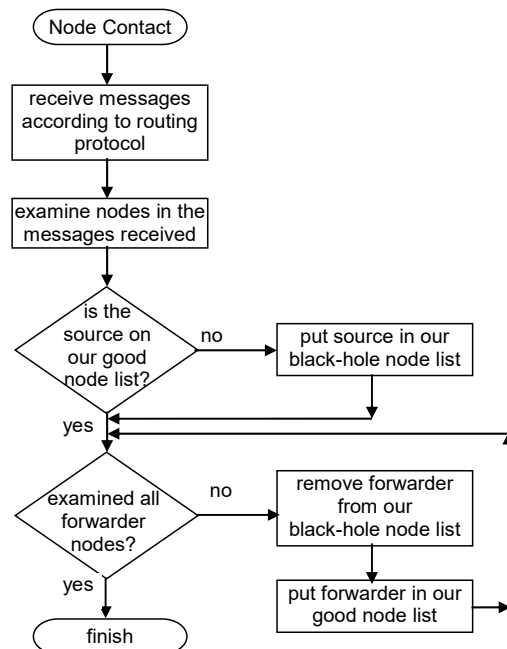 Node Contact
receive messages
according to routing
protocol
examine nodes in the
messages received
is the
source on
our good
node list?
no
put source in our
black-hole node list
yes
examined all
forwarder
nodes?
no
remove forwarder
from our
black-hole node list
put forwarder in our
good node list
yes
finish